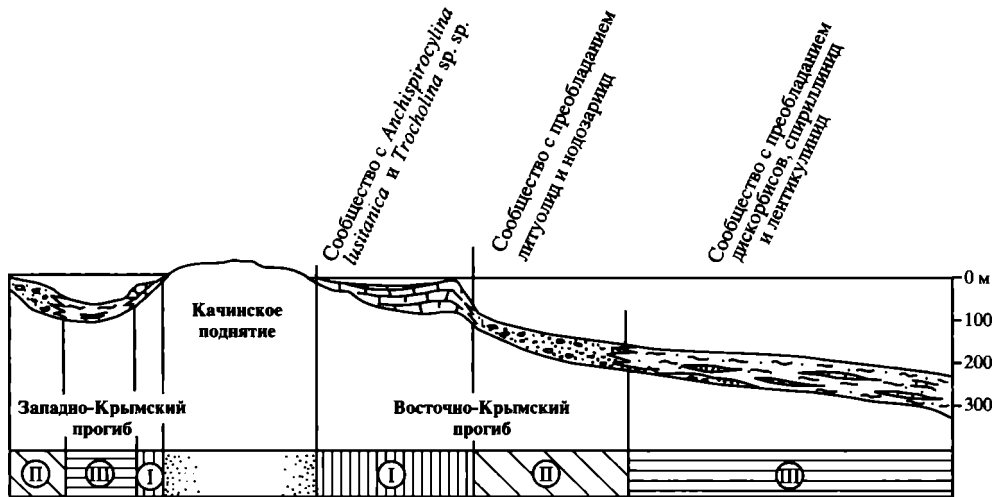 Сообщество с Anchispirocylina
lusitanica и Trocholina sp. sp.
Сообщество с преобладанием
литуолид и нодозариид
Сообщество с преобладанием
дискорбисов, спириллинид
и лентикулинид
0 м
100
200
300
Качинское
поднятие
Западно-Крымский
прогиб
Восточно-Крымский
прогиб
II
III
I
I
II
III